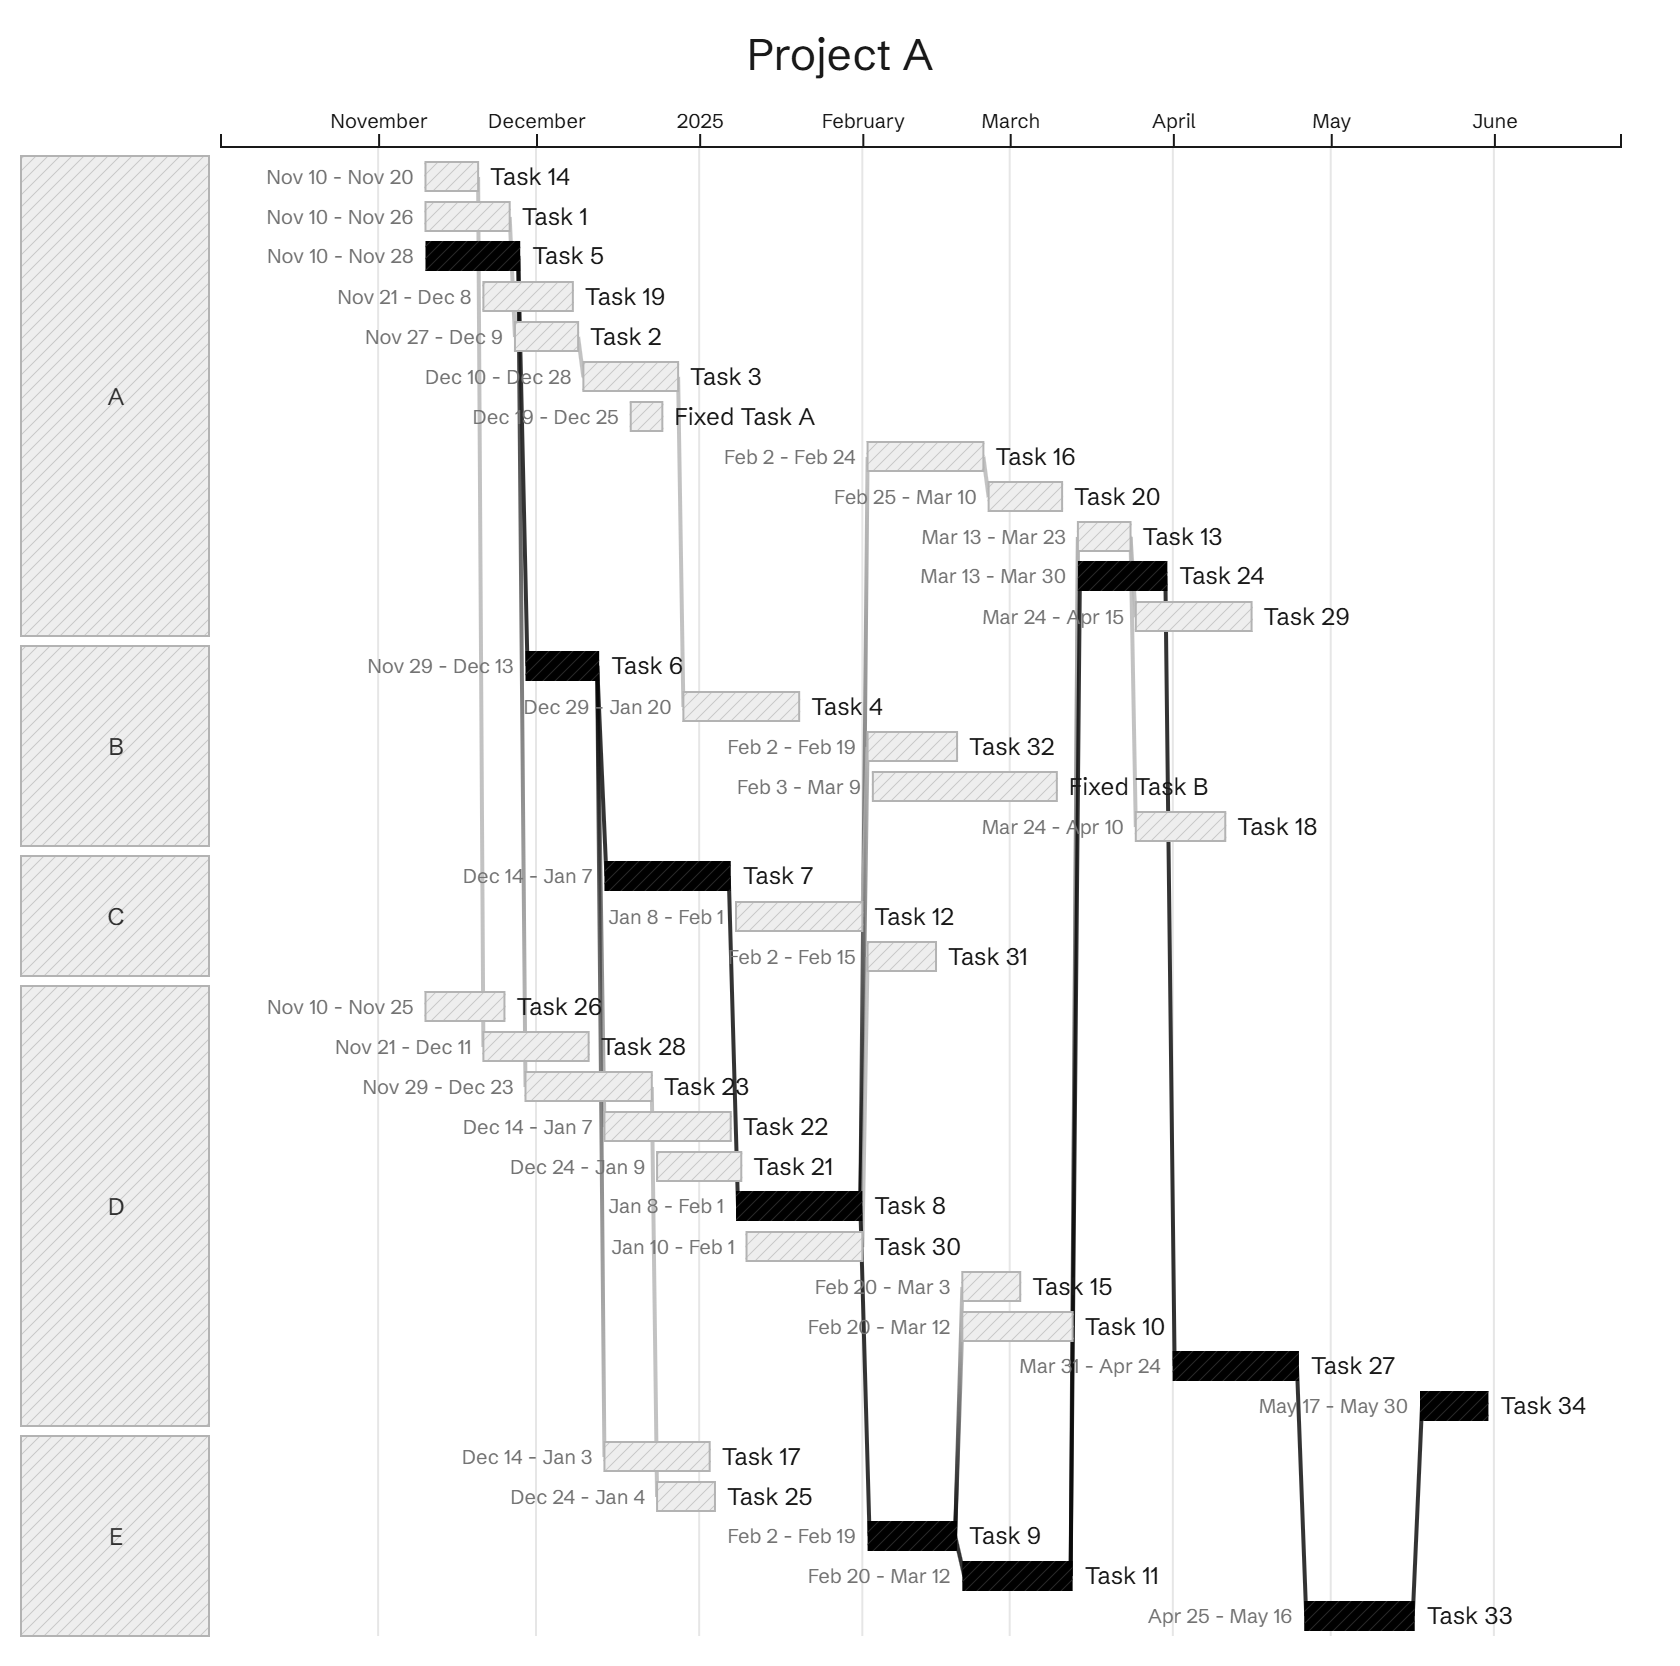 Project A
November December 2025 February March April May June
A
Nov 10 - Nov 20 Task 14
Nov 10 - Nov 26 Task 1
Nov 10 - Nov 28 Task 5
Nov 21 - Dec 8 Task 19
Nov 27 - Dec 9 Task 2
Dec 10 - Dec 28 Task 3
Dec 19 - Dec 25 Fixed Task A
Feb 2 - Feb 24 Task 16
Feb 25 - Mar 10 Task 20
Mar 13 - Mar 23 Task 13
Mar 13 - Mar 30 Task 24
Mar 24 - Apr 15 Task 29
B
Nov 29 - Dec 13 Task 6
Dec 29 - Jan 20 Task 4
Feb 2 - Feb 19 Task 32
Feb 3 - Mar 9 Fixed Task B
Mar 24 - Apr 10 Task 18
C
Dec 14 - Jan 7 Task 7
Jan 8 - Feb 1 Task 12
Feb 2 - Feb 15 Task 31
D
Nov 10 - Nov 25 Task 26
Nov 21 - Dec 11 Task 28
Nov 29 - Dec 23 Task 23
Dec 14 - Jan 7 Task 22
Dec 24 - Jan 9 Task 21
Jan 8 - Feb 1 Task 8
Jan 10 - Feb 1 Task 30
Feb 20 - Mar 3 Task 15
Feb 20 - Mar 12 Task 10
Mar 31 - Apr 24 Task 27
May 17 - May 30 Task 34
E
Dec 14 - Jan 3 Task 17
Dec 24 - Jan 4 Task 25
Feb 2 - Feb 19 Task 9
Feb 20 - Mar 12 Task 11
Apr 25 - May 16 Task 33